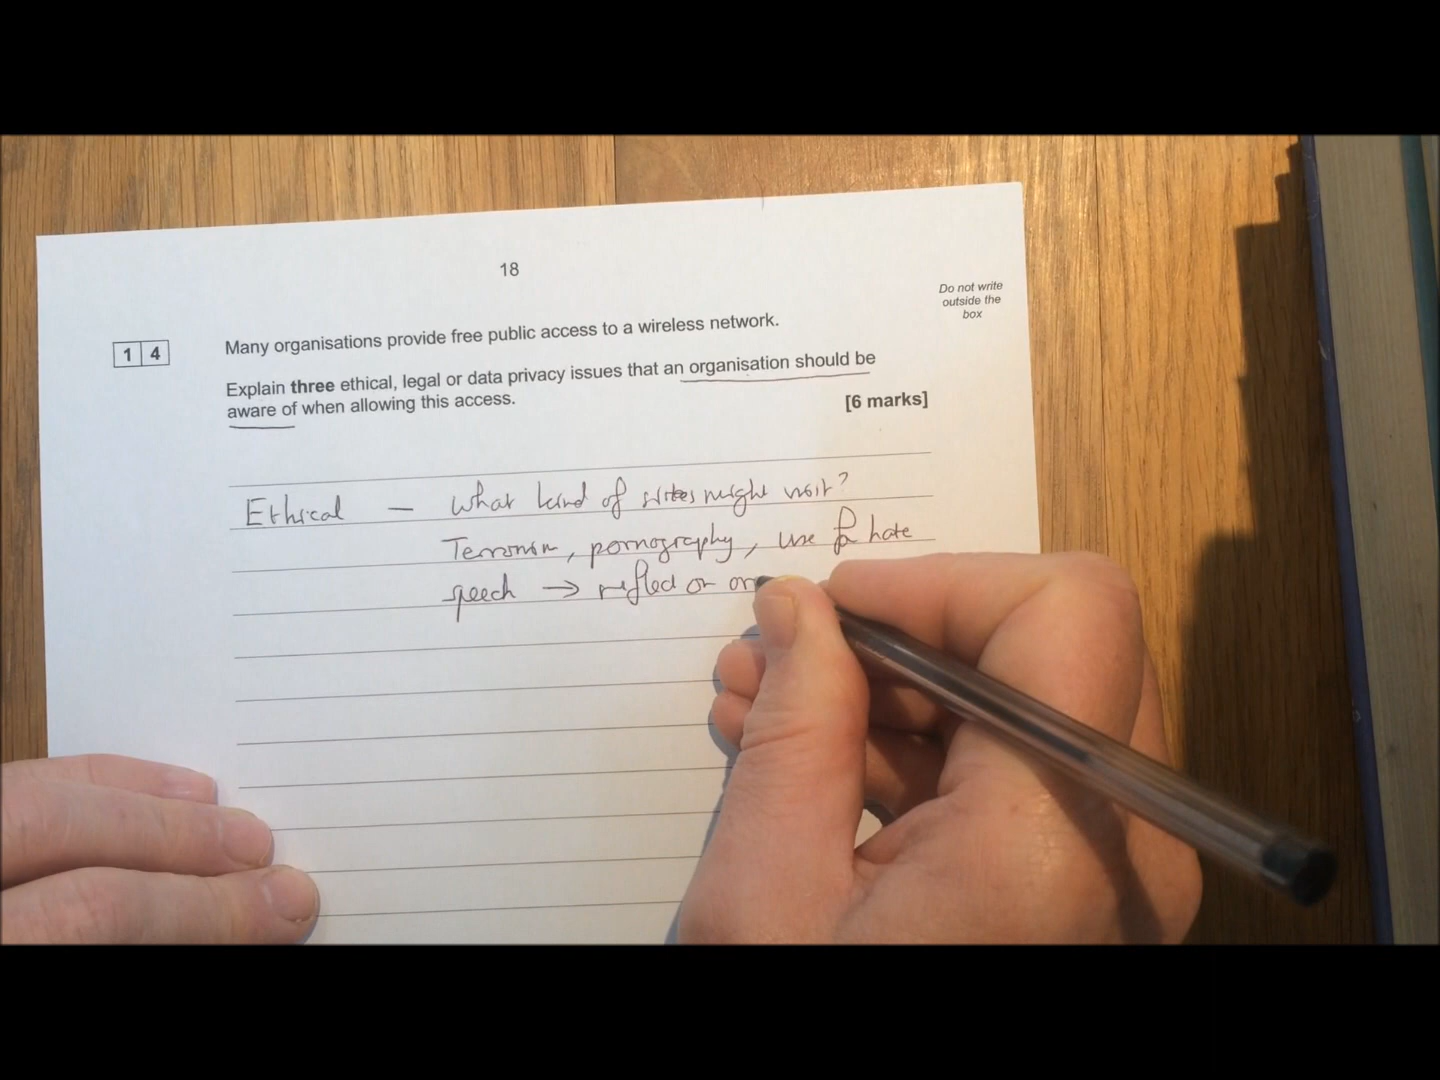 18
Do not write
outside the
box
1 4
Many organisations provide free public access to a wireless network.
Explain three ethical, legal or data privacy issues that an organisation should be
aware of when allowing this access.
[6 marks]
Ethical — What kind of sites might visit?
Terrorism, pornography, use for hate
speech → reflect on or